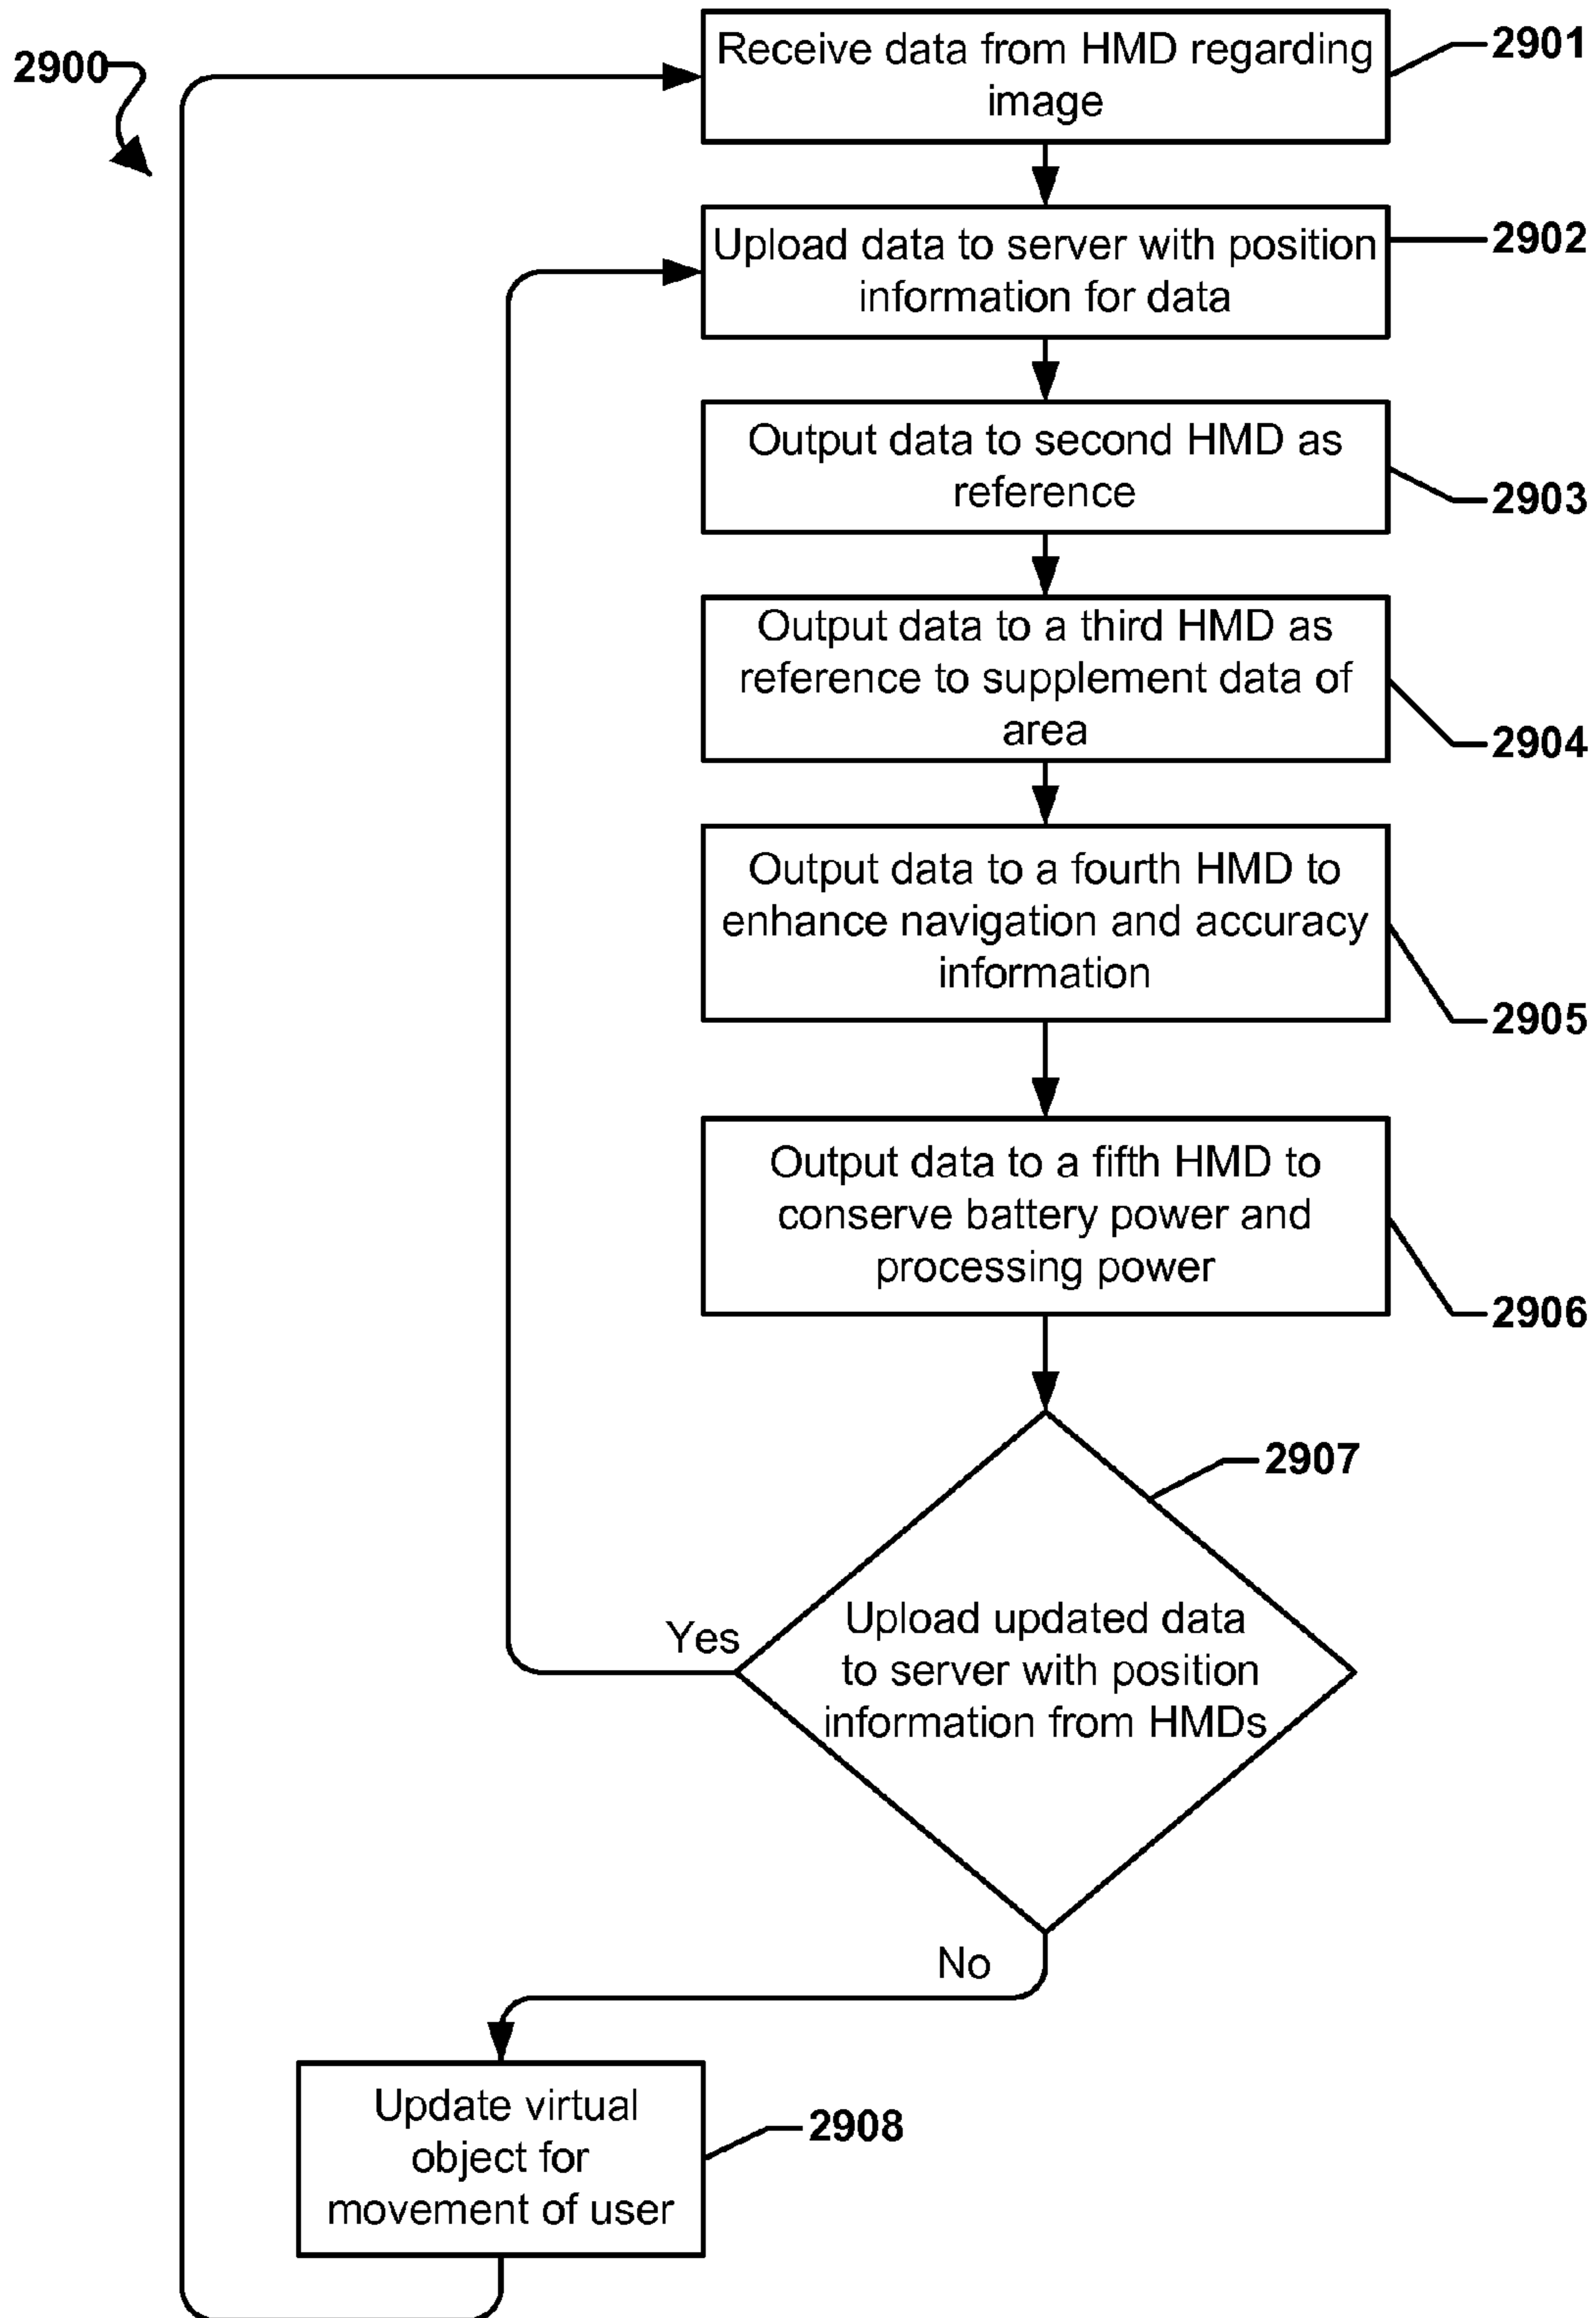 2900
Receive data from HMD regarding
image
2901
Upload data to server with position
information for data
2902
Output data to second HMD as
reference
2903
Output data to a third HMD as
reference to supplement data of
area
2904
Output data to a fourth HMD to
enhance navigation and accuracy
information
2905
Output data to a fifth HMD to
conserve battery power and
processing power
2906
2907
Upload updated data
to server with position
information from HMDs
Yes
No
Update virtual
object for
movement of user
2908